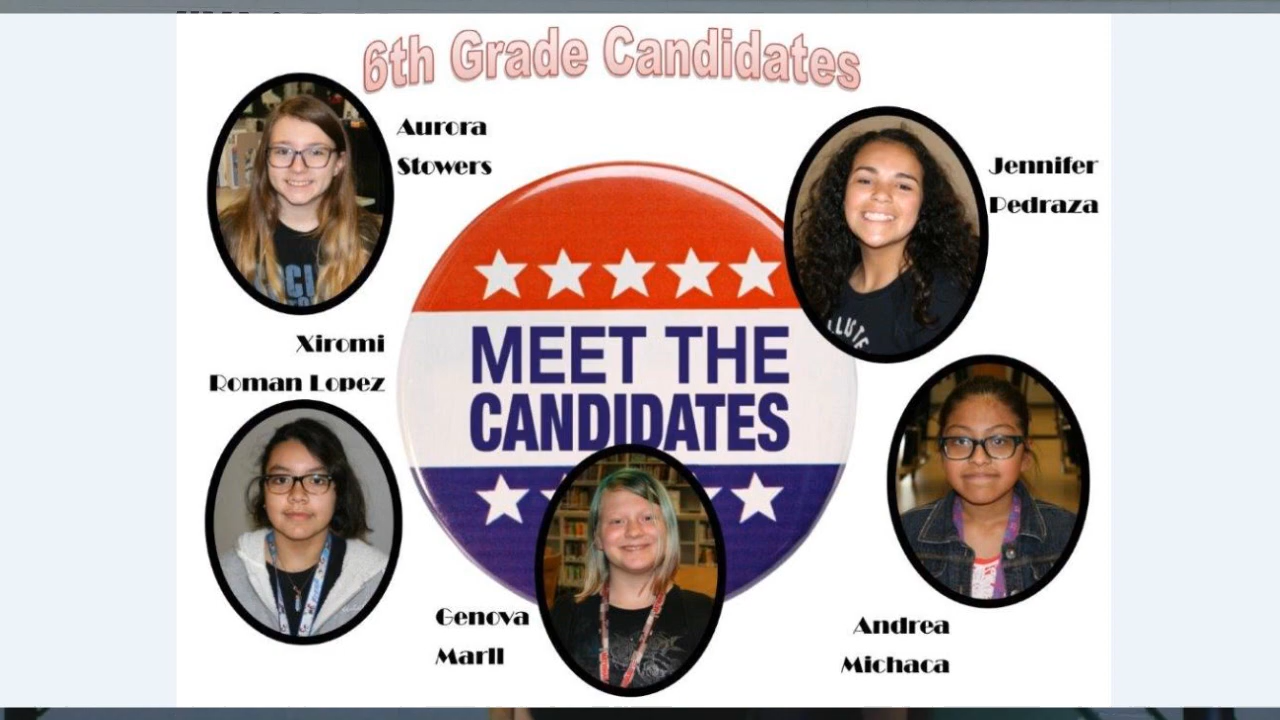 6th Grade Candidates
Aurora
Stowers
Jennifer
Pedraza
MEET THE
CANDIDATES
Xiromi
Roman Lopez
Genova
Marll
Andrea
Michaca